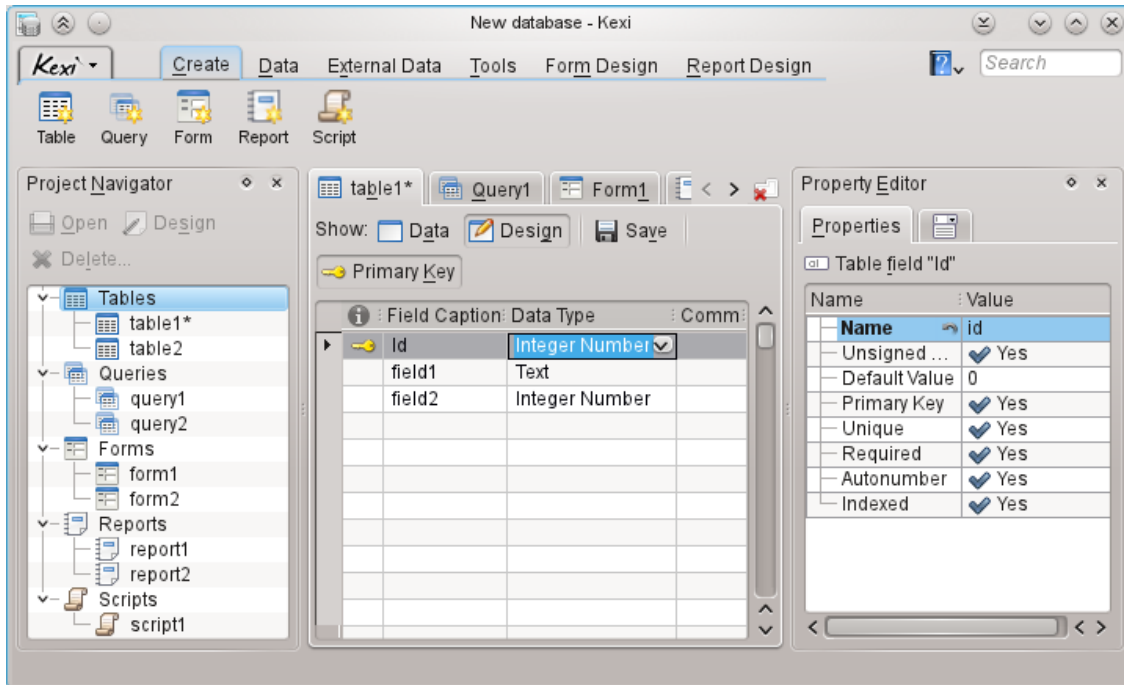 New database - Kexi
Kexi Create Data External Data Tools Form Design Report Design Search
Table Query Form Report Script
Project Navigator
Open Design
Delete...
Tables
table1*
table2
Queries
query1
query2
Forms
form1
form2
Reports
report1
report2
Scripts
script1
table1* Query1 Form1
Show: Data Design Save
Primary Key
Field Caption Data Type Comm
Id Integer Number
field1 Text
field2 Integer Number
Property Editor
Properties
Table field "Id"
Name Value
Name id
Unsigned ... Yes
Default Value 0
Primary Key Yes
Unique Yes
Required Yes
Autonumber Yes
Indexed Yes